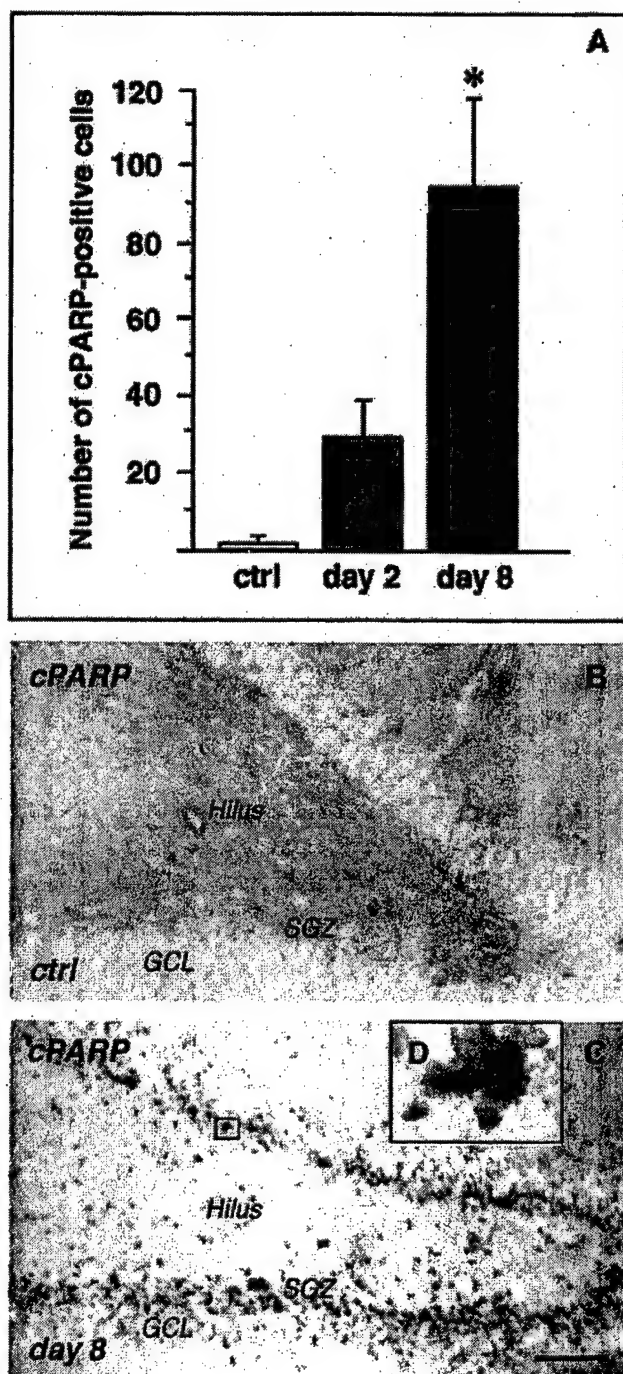 A
*
Number of cPARP-positive cells
120
100
80
60
40
20
ctrl day 2 day 8
cPARP B
Hilus
SGZ
GCL
ctrl
cPARP D C
Hilus
SGZ
GCL
day 8